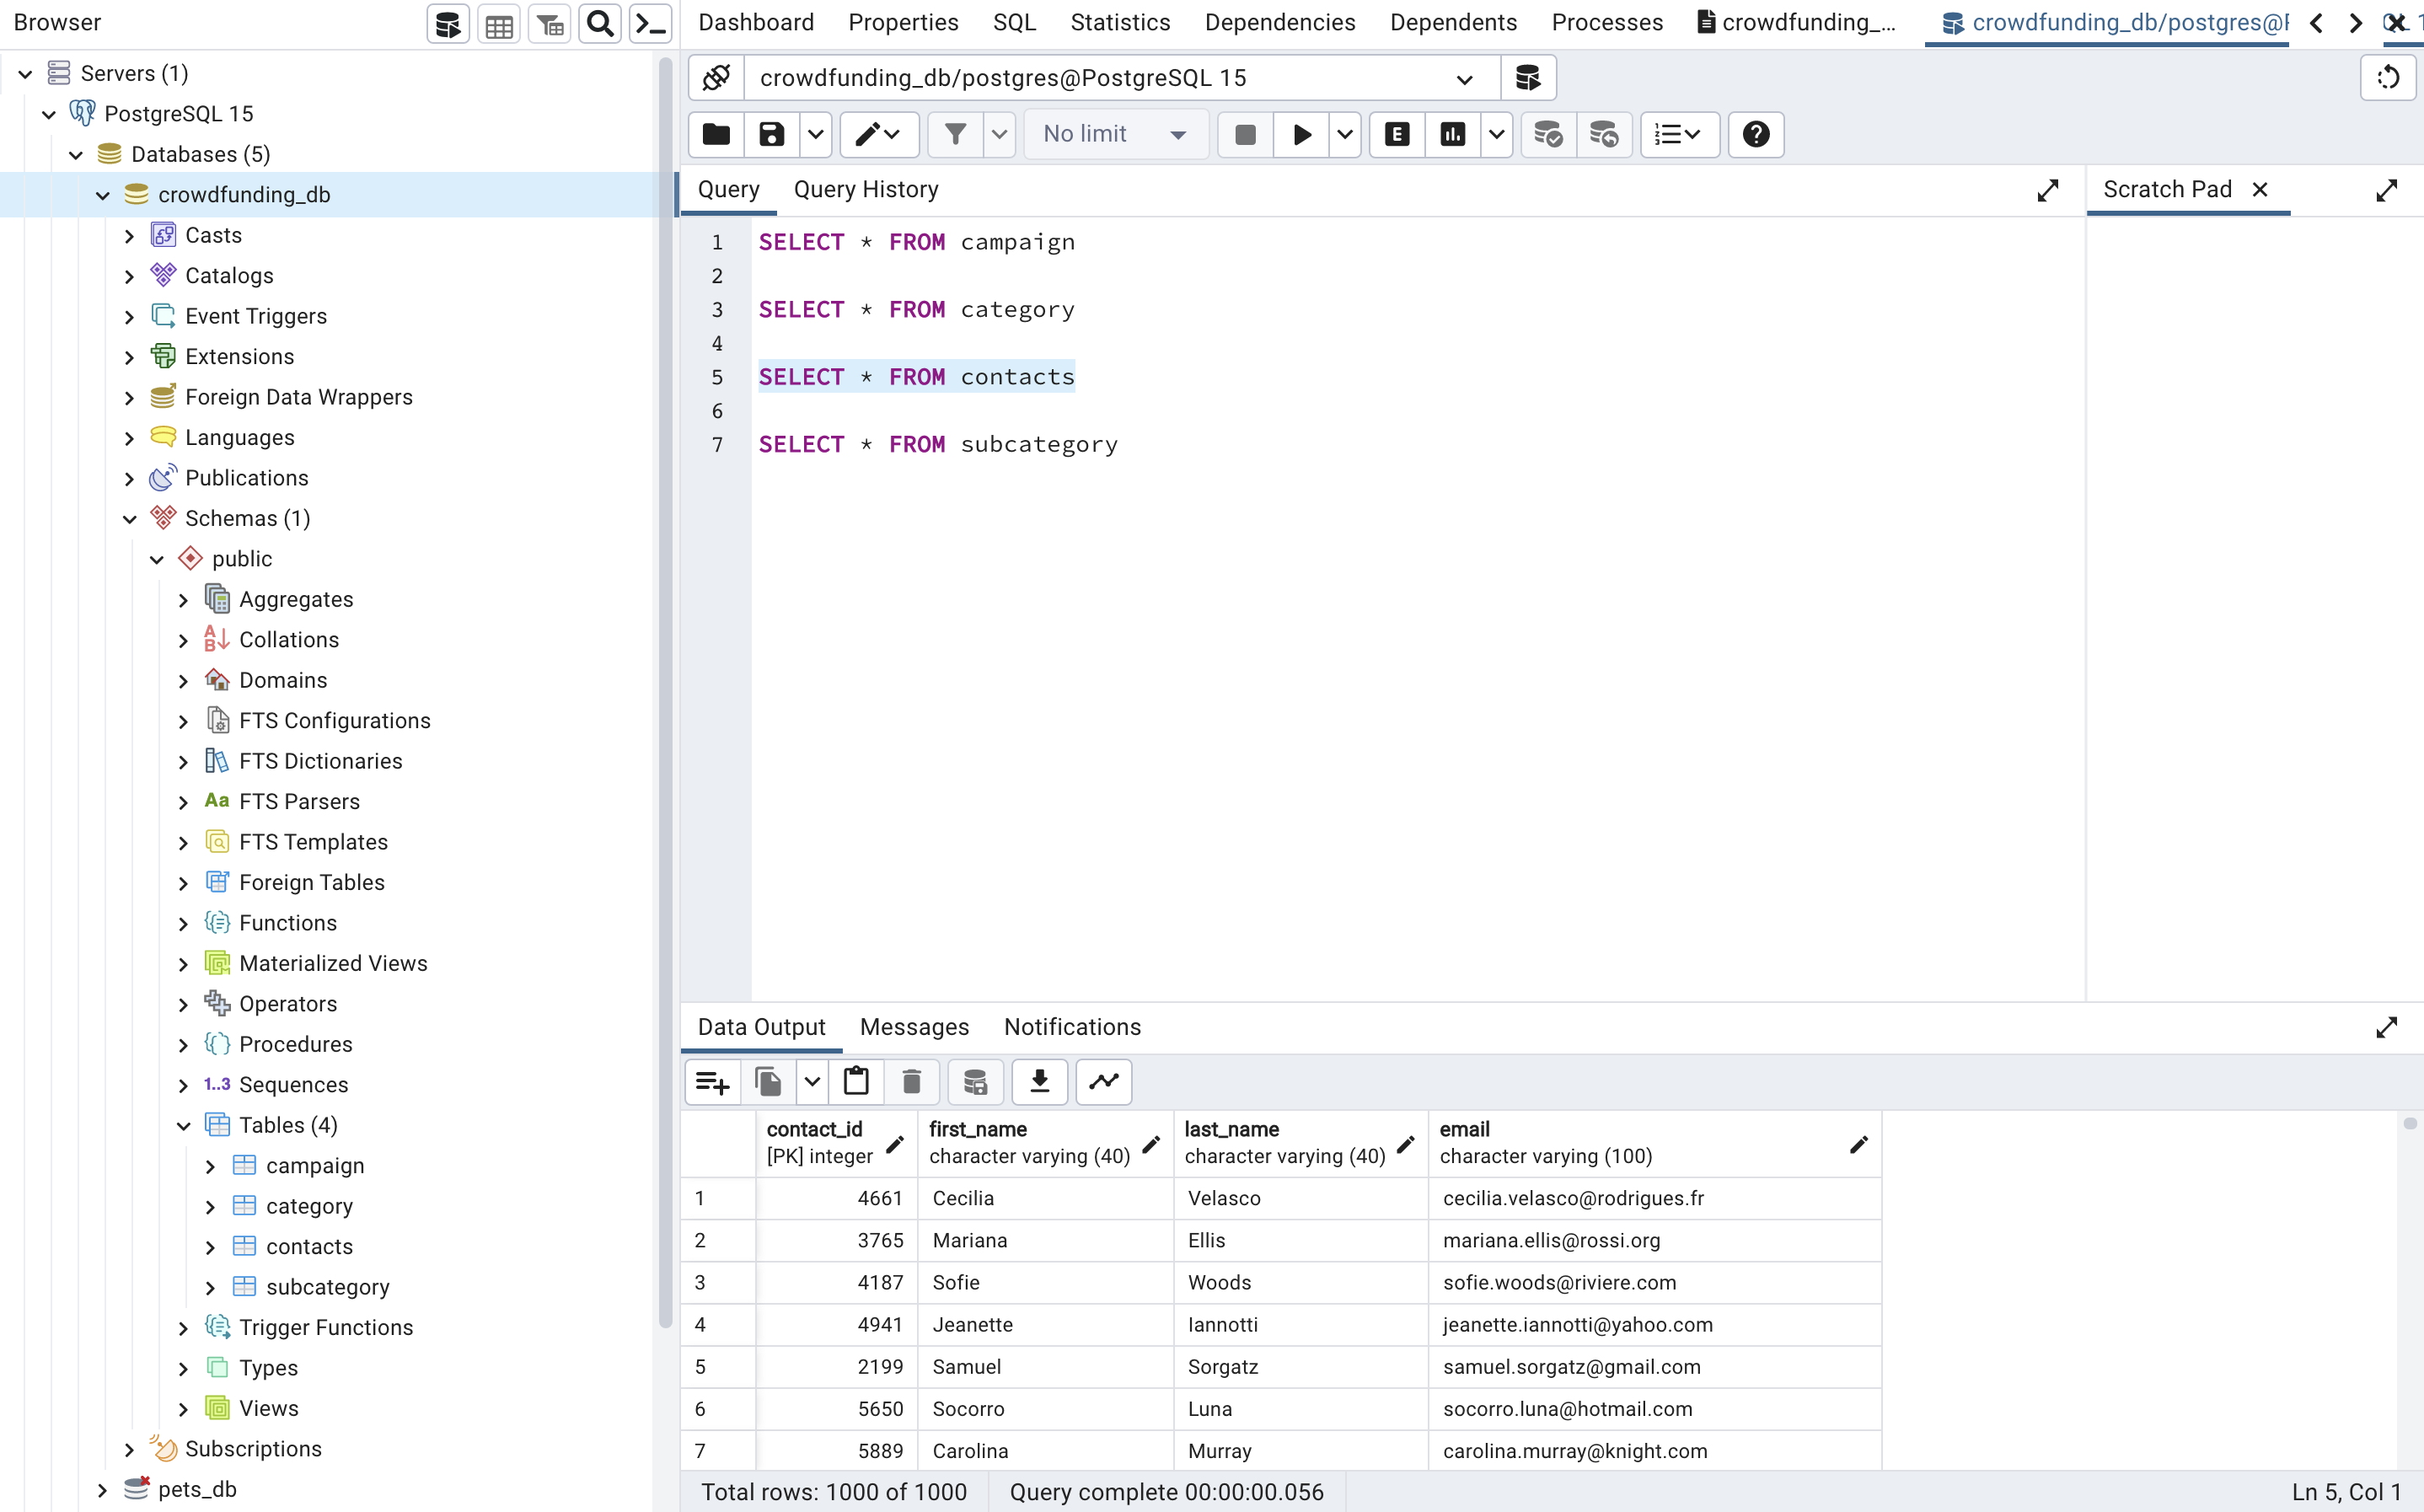 Browser
Servers (1)
PostgreSQL 15
Databases (5)
crowdfunding_db
Casts
Catalogs
Event Triggers
Extensions
Foreign Data Wrappers
Languages
Publications
Schemas (1)
public
Aggregates
Collations
Domains
FTS Configurations
FTS Dictionaries
Aa FTS Parsers
FTS Templates
Foreign Tables
Functions
Materialized Views
Operators
Procedures
1..3 Sequences
Tables (4)
campaign
category
contacts
subcategory
Trigger Functions
Types
Views
Subscriptions
pets_db
Dashboard Properties SQL Statistics Dependencies Dependents Processes crowdfunding_... crowdfunding_db/postgres@
crowdfunding_db/postgres@PostgreSQL 15
No limit E
Query Query History
Scratch Pad
1 SELECT * FROM campaign
2
3 SELECT * FROM category
4
5 SELECT * FROM contacts
6
7 SELECT * FROM subcategory
Data Output Messages Notifications
contact_id first_name last_name email
[PK] integer character varying (40) character varying (40) character varying (100)
1 4661 Cecilia Velasco cecilia.velasco@rodrigues.fr
2 3765 Mariana Ellis mariana.ellis@rossi.org
3 4187 Sofie Woods sofie.woods@riviere.com
4 4941 Jeanette Iannotti jeanette.iannotti@yahoo.com
5 2199 Samuel Sorgatz samuel.sorgatz@gmail.com
6 5650 Socorro Luna socorro.luna@hotmail.com
7 5889 Carolina Murray carolina.murray@knight.com
Total rows: 1000 of 1000 Query complete 00:00:00.056 Ln 5, Col 1